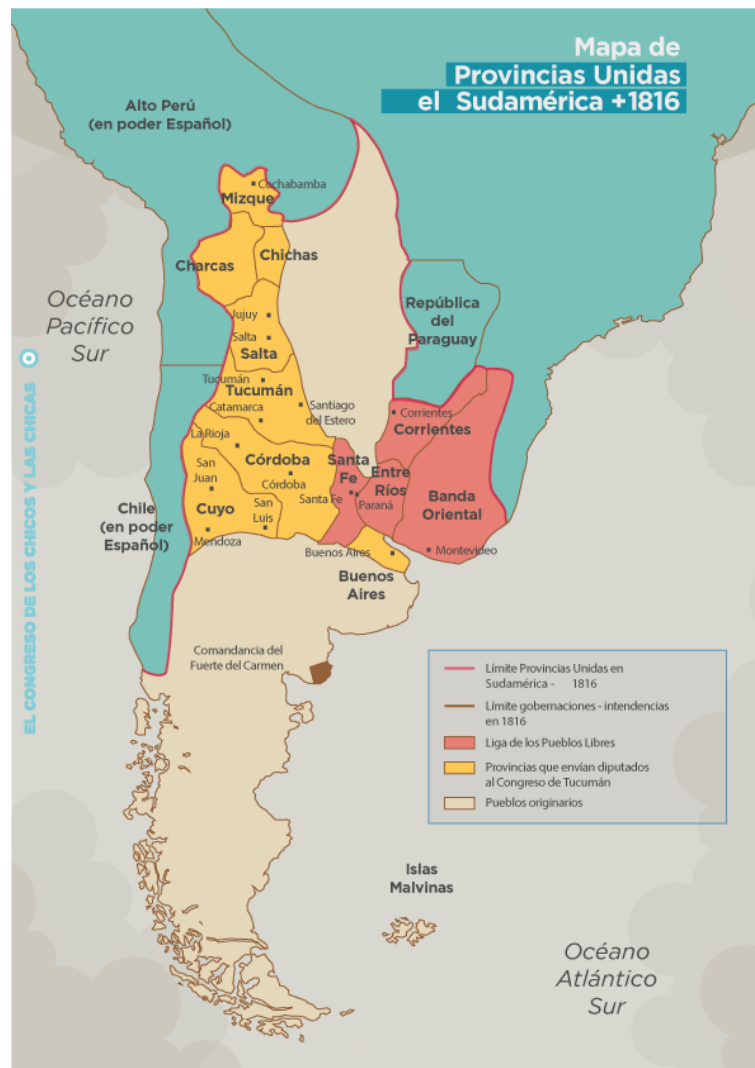 Mapa de
Provincias Unidas
el Sudamérica +1816
Alto Perú
(en poder Español)
Cochabamba
Mizque
Charcas
Chichas
Océano
Pacífico
Sur
República
del
Paraguay
Jujuy
Salta
Salta
Tucumán
Tucumán
Catamarca
Santiago
del Estero
Corrientes
Corrientes
La Rioja
Córdoba
Córdoba
San
Juan
Santa
Fe
Santa Fe
Entre
Ríos
Paraná
Banda
Oriental
Montevideo
Cuyo
San
Luis
Mendoza
Chile
(en poder
Español)
Buenos Aires
Buenos
Aires
Comandancia del
Fuerte del Carmen
EL CONGRESO DE LOS CHICOS Y LAS CHICAS
Límite Provincias Unidas en
Sudamérica - 1816
Límite gobernaciones - intendencias
en 1816
Liga de los Pueblos Libres
Provincias que envían diputados
al Congreso de Tucumán
Pueblos originarios
Islas
Malvinas
Océano
Atlántico
Sur